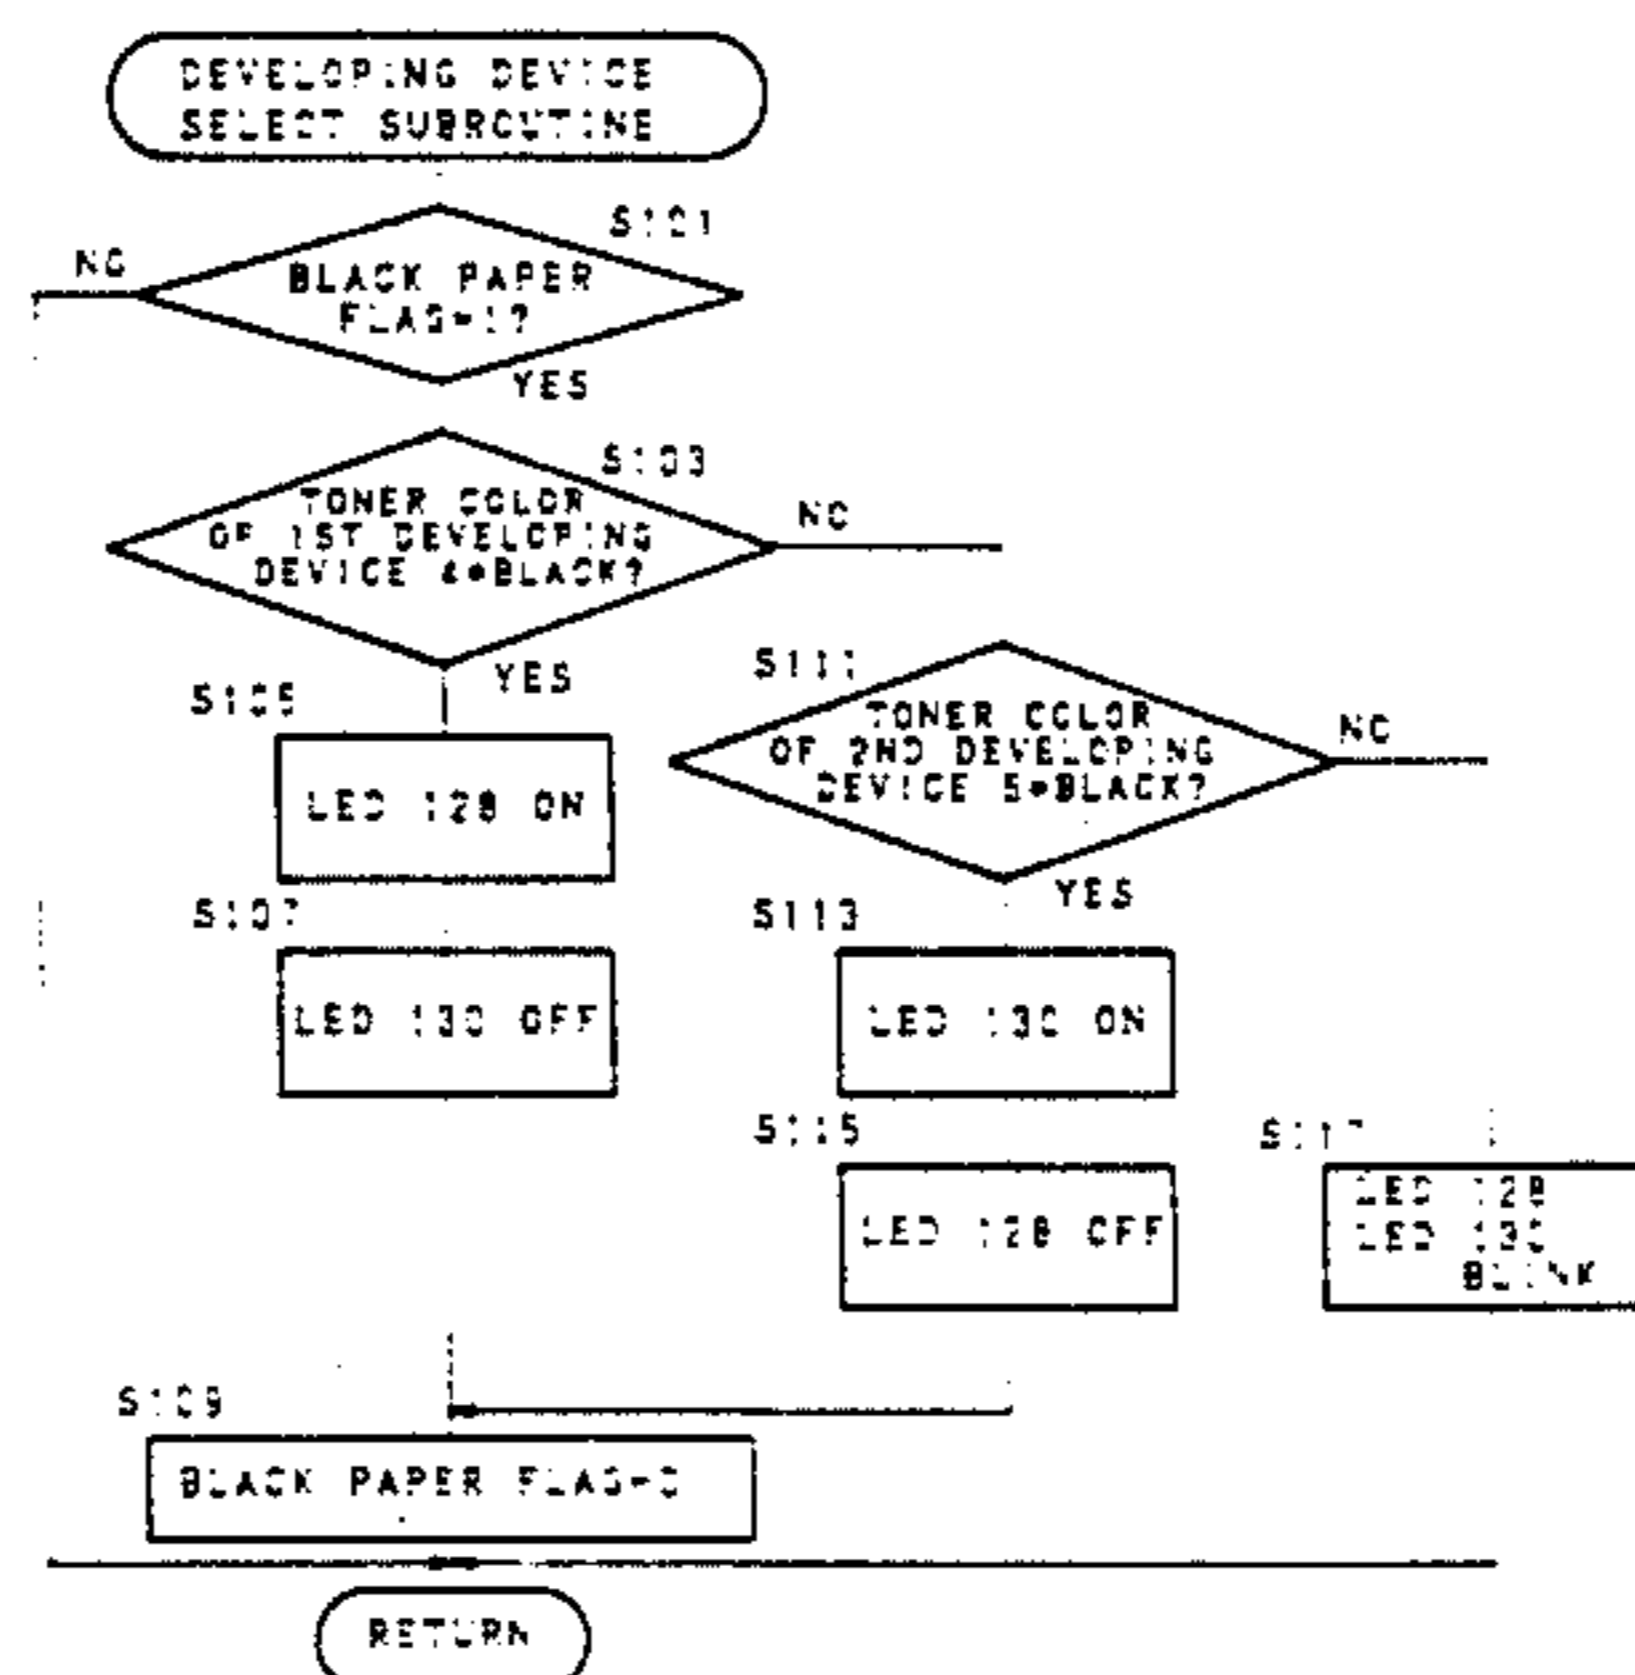 DEVELOPING DEVICE
SELECT SUBROUTINE
S101
NO
BLACK PAPER
FLAG=1?
YES
S103
TONER COLOR
OF 1ST DEVELOPING
DEVICE 4=BLACK?
NO
YES
S105
LED 128 ON
S107
LED 130 OFF
S111
TONER COLOR
OF 2ND DEVELOPING
DEVICE 5=BLACK?
NO
YES
S113
LED 130 ON
S115
LED 128 OFF
S117
LED 128
LED 130
BLINK
S109
BLACK PAPER FLAG←0
RETURN